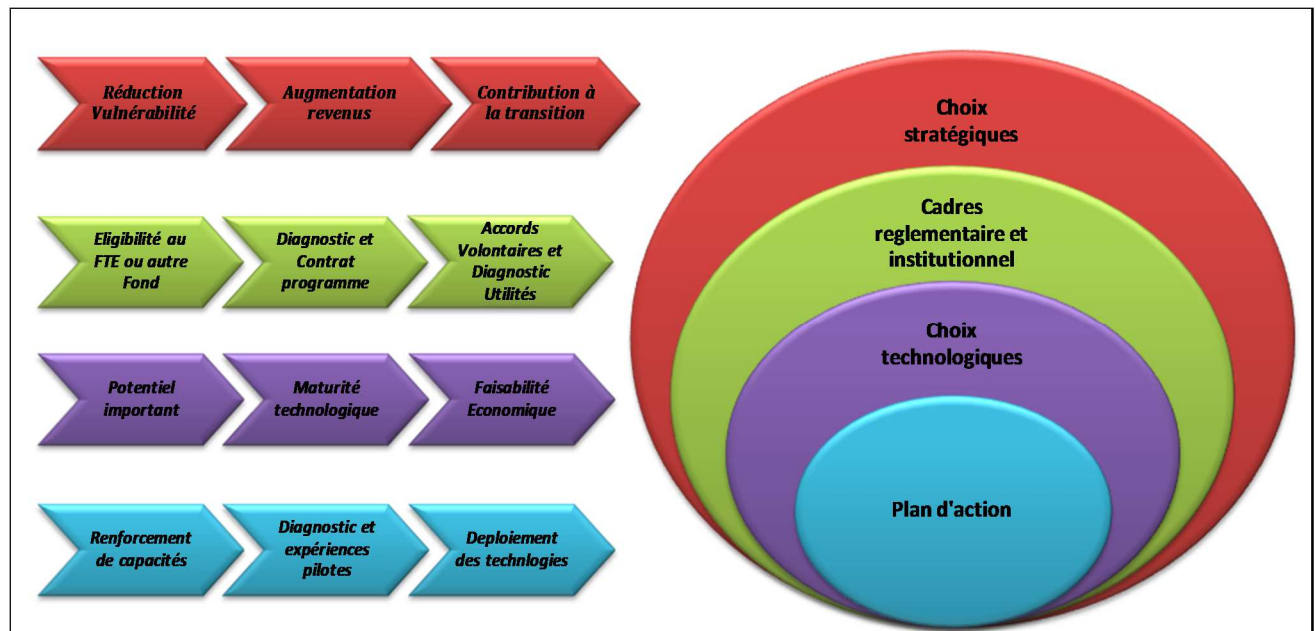 Réduction
Vulnérabilité
Augmentation
revenus
Contribution à
la transition
Eligibilité au
FTE ou autre
Fond
Diagnostic et
Contrat
programme
Accords
Volontaires et
Diagnostic
Utilités
Potentiel
important
Maturité
technologique
Faisabilité
Economique
Renforcement
de capacités
Diagnostic et
expériences
pilotes
Deploiement
des technlogies
Choix
stratégiques
Cadres
reglementaire et
institutionnel
Choix
technologiques
Plan d'action